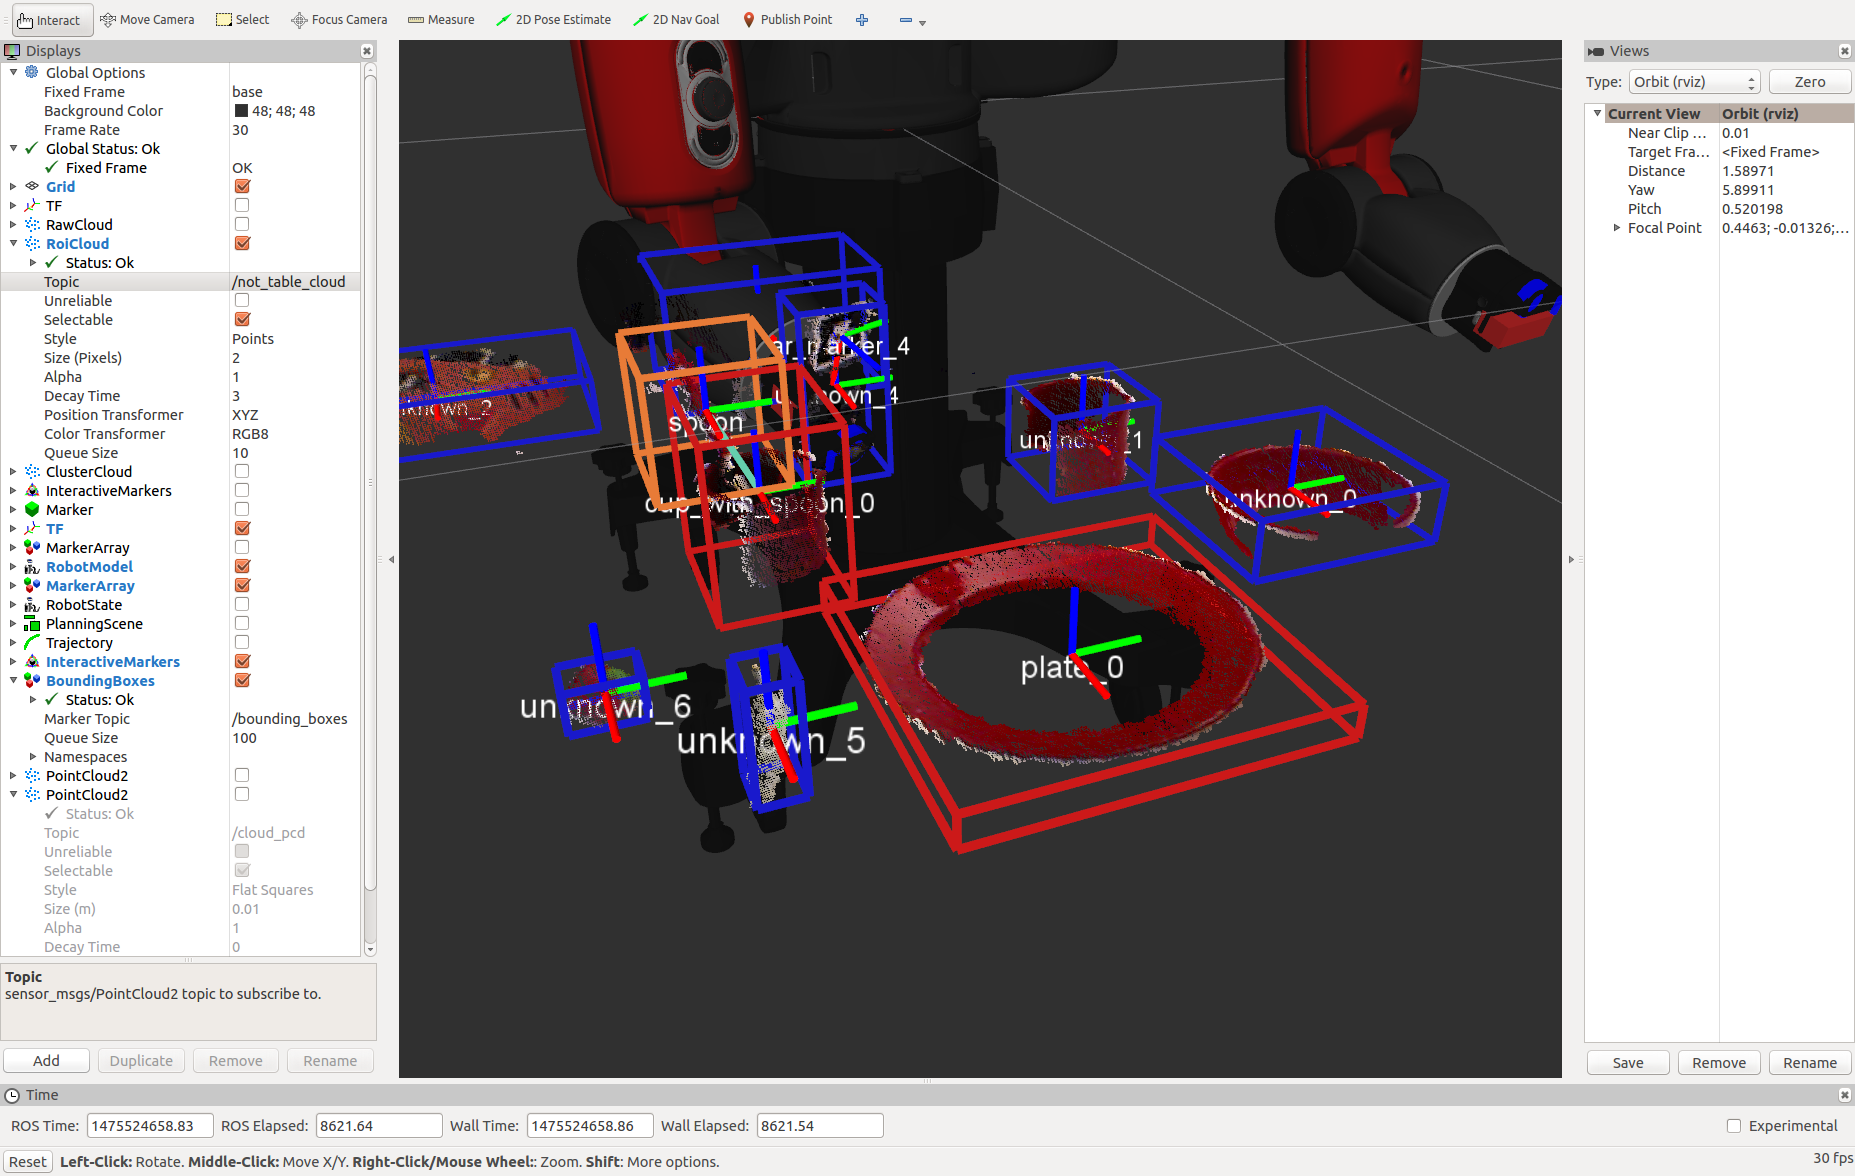 Interact Move Camera Select Focus Camera Measure 2D Pose Estimate 2D Nav Goal Publish Point
Displays
Global Options
Fixed Frame base
Background Color 48; 48; 48
Frame Rate 30
Global Status: Ok
Fixed Frame OK
Grid
TF
RawCloud
RoiCloud
Status: Ok
Topic /not_table_cloud
Unreliable
Selectable
Style Points
Size (Pixels) 2
Alpha 1
Decay Time 3
Position Transformer XYZ
Color Transformer RGB8
Queue Size 10
ClusterCloud
InteractiveMarkers
Marker
TF
MarkerArray
RobotModel
MarkerArray
RobotState
PlanningScene
Trajectory
InteractiveMarkers
BoundingBoxes
Status: Ok
Marker Topic /bounding_boxes
Queue Size 100
Namespaces
PointCloud2
PointCloud2
Status: Ok
Topic /cloud_pcd
Unreliable
Selectable
Style Flat Squares
Size (m) 0.01
Alpha 1
Decay Time 0
Topic
sensor_msgs/PointCloud2 topic to subscribe to.
Add Duplicate Remove Rename
ar_marker_4
unknown_4
unknown_2
spoon
cup_with_spoon_0
unknown_1
unknown_0
plate_0
unknown_6
unknown_5
Views
Type: Orbit (rviz) Zero
Current View Orbit (rviz)
Near Clip ... 0.01
Target Fra... <Fixed Frame>
Distance 1.58971
Yaw 5.89911
Pitch 0.520198
Focal Point 0.4463; -0.01326;...
Save Remove Rename
Time
ROS Time: 1475524658.83 ROS Elapsed: 8621.64 Wall Time: 1475524658.86 Wall Elapsed: 8621.54 Experimental
Reset Left-Click: Rotate. Middle-Click: Move X/Y. Right-Click/Mouse Wheel:: Zoom. Shift: More options. 30 fps